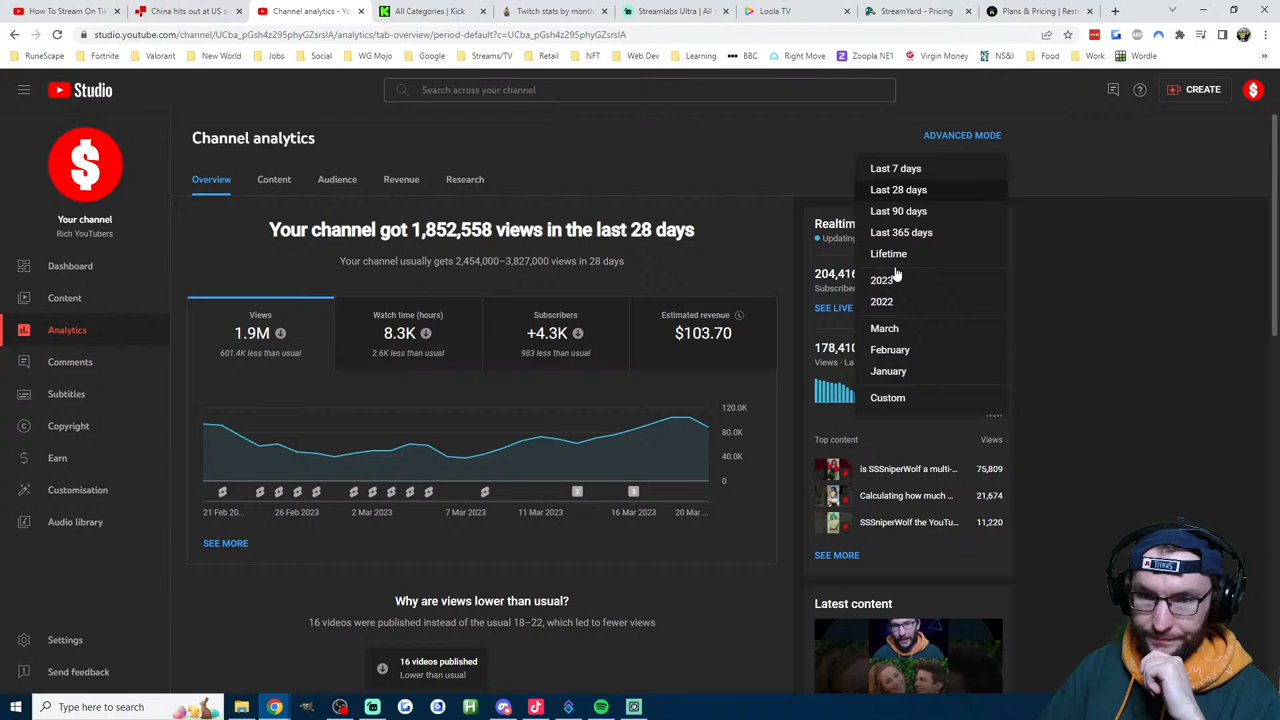 How To Stream On Tik
China hits out at US o
Channel analytics - Yo
All Categories | Kick
Twitch stats by month
Streamlabs Ultra | All
Loola TV
StreamYard - Pricing
Plans & Pricing | Rest
studio.youtube.com/channel/UCba_pGsh4z295phyGZsrsIA/analytics/tab-overview/period-default?c=UCba_pGsh4z295phyGZsrsIA
RuneScape
Fortnite
Valorant
New World
Jobs
Social
WG Mojo
Google
Streams/TTS
Retail
NFT
Web Dev
Learning
BBC
Right Move
Zoopla NE1
Virgin Money
NS&I
Food
Work
Wordle
Studio
Search across your channel
CREATE
Your channel
Rich YouTubers
Dashboard
Content
Analytics
Comments
Subtitles
Copyright
Earn
Customisation
Audio library
Settings
Send feedback
Channel analytics
ADVANCED MODE
Overview
Content
Audience
Revenue
Research
Your channel got 1,852,558 views in the last 28 days
Your channel usually gets 2,454,000–3,827,000 views in 28 days
Views
1.9M
601.4K less than usual
Watch time (hours)
8.3K
2.6K less than usual
Subscribers
+4.3K
983 less than usual
Estimated revenue
$103.70
120.0K
80.0K
40.0K
0
2
3
21 Feb 20...
26 Feb 2023
2 Mar 2023
7 Mar 2023
11 Mar 2023
16 Mar 2023
20 Mar ...
SEE MORE
Why are views lower than usual?
16 videos were published instead of the usual 18–22, which led to fewer views
16 videos published
Lower than usual
Last 7 days
Last 28 days
Last 90 days
Last 365 days
Lifetime
2023
2022
March
February
January
Custom
Realtim
Updating
204,416
Subscribe
SEE LIVE
178,410
Views · La
Now
Top content
Views
is SSSniperWolf a multi-...
75,809
Calculating how much ...
21,674
SSSniperWolf the YouTu...
11,220
SEE MORE
Latest content
Type here to search